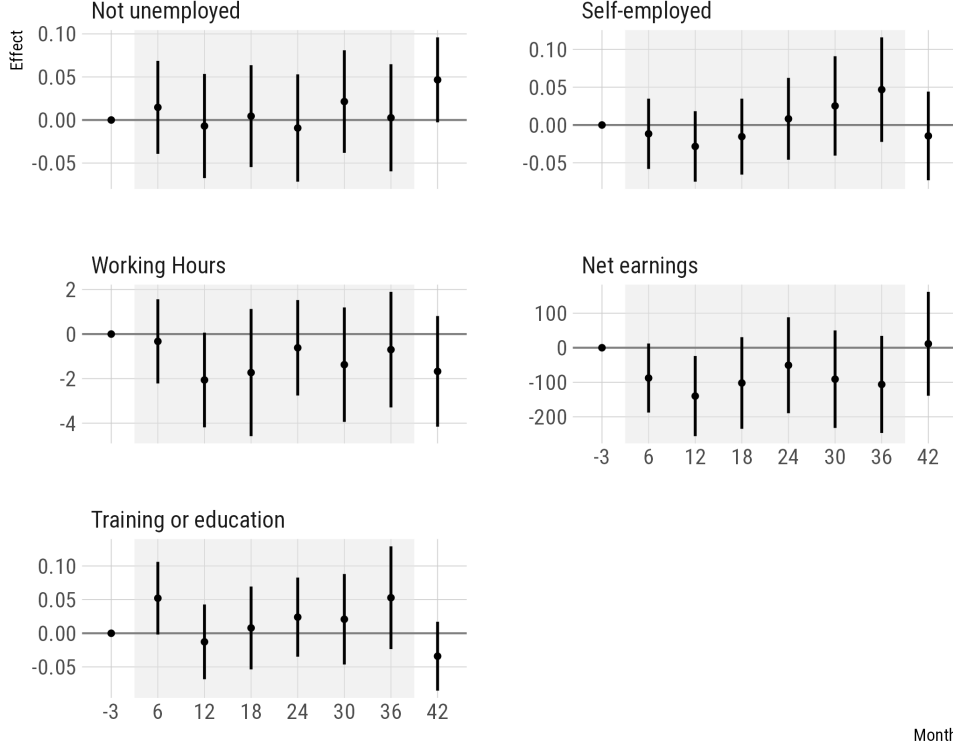 Not unemployed
Self-employed
Effect
0.10
0.05
0.00
-0.05
0.10
0.05
0.00
-0.05
Working Hours
Net earnings
2
0
-2
-4
100
0
-100
-200
-3 6 12 18 24 30 36 42
Training or education
0.10
0.05
0.00
-0.05
-3 6 12 18 24 30 36 42
Month